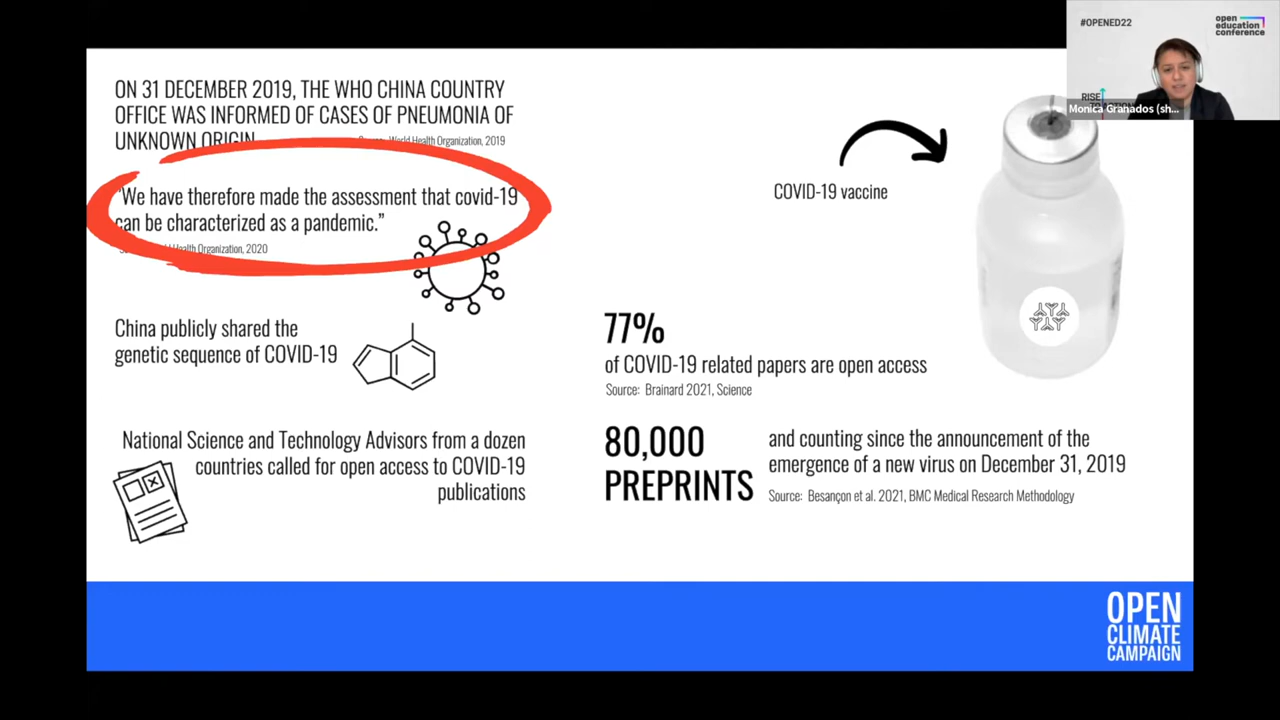 #OPENED22
open
education
conference
RISE
Monica Granados (sh...
ON 31 DECEMBER 2019, THE WHO CHINA COUNTRY
OFFICE WAS INFORMED OF CASES OF PNEUMONIA OF
UNKNOWN ORIGIN
World Health Organization, 2019
"We have therefore made the assessment that covid-19
can be characterized as a pandemic."
Health Organization, 2020
China publicly shared the
genetic sequence of COVID-19
National Science and Technology Advisors from a dozen
countries called for open access to COVID-19
publications
COVID-19 vaccine
77%
of COVID-19 related papers are open access
Source: Brainard 2021, Science
80,000
PREPRINTS
and counting since the announcement of the
emergence of a new virus on December 31, 2019
Source: Besançon et al. 2021, BMC Medical Research Methodology
OPEN
CLIMATE
CAMPAIGN